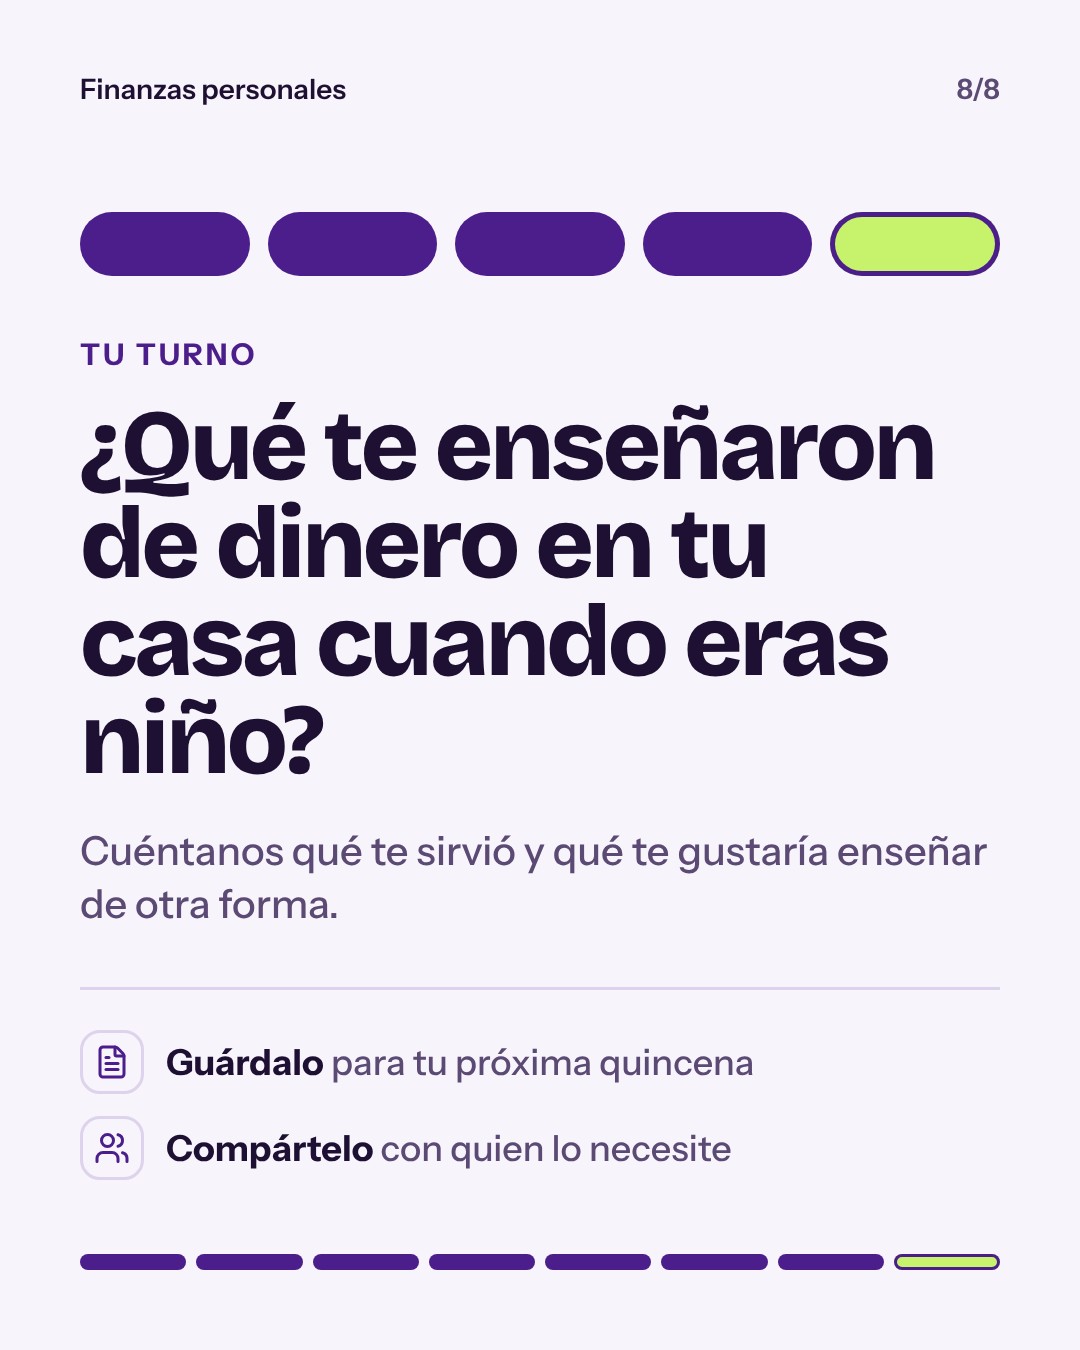 Finanzas personales
8/8
TU TURNO
¿Qué te enseñaron
de dinero en tu
casa cuando eras
niño?
Cuéntanos qué te sirvió y qué te gustaría enseñar
de otra forma.
Guárdalo para tu próxima quincena
Compártelo con quien lo necesite